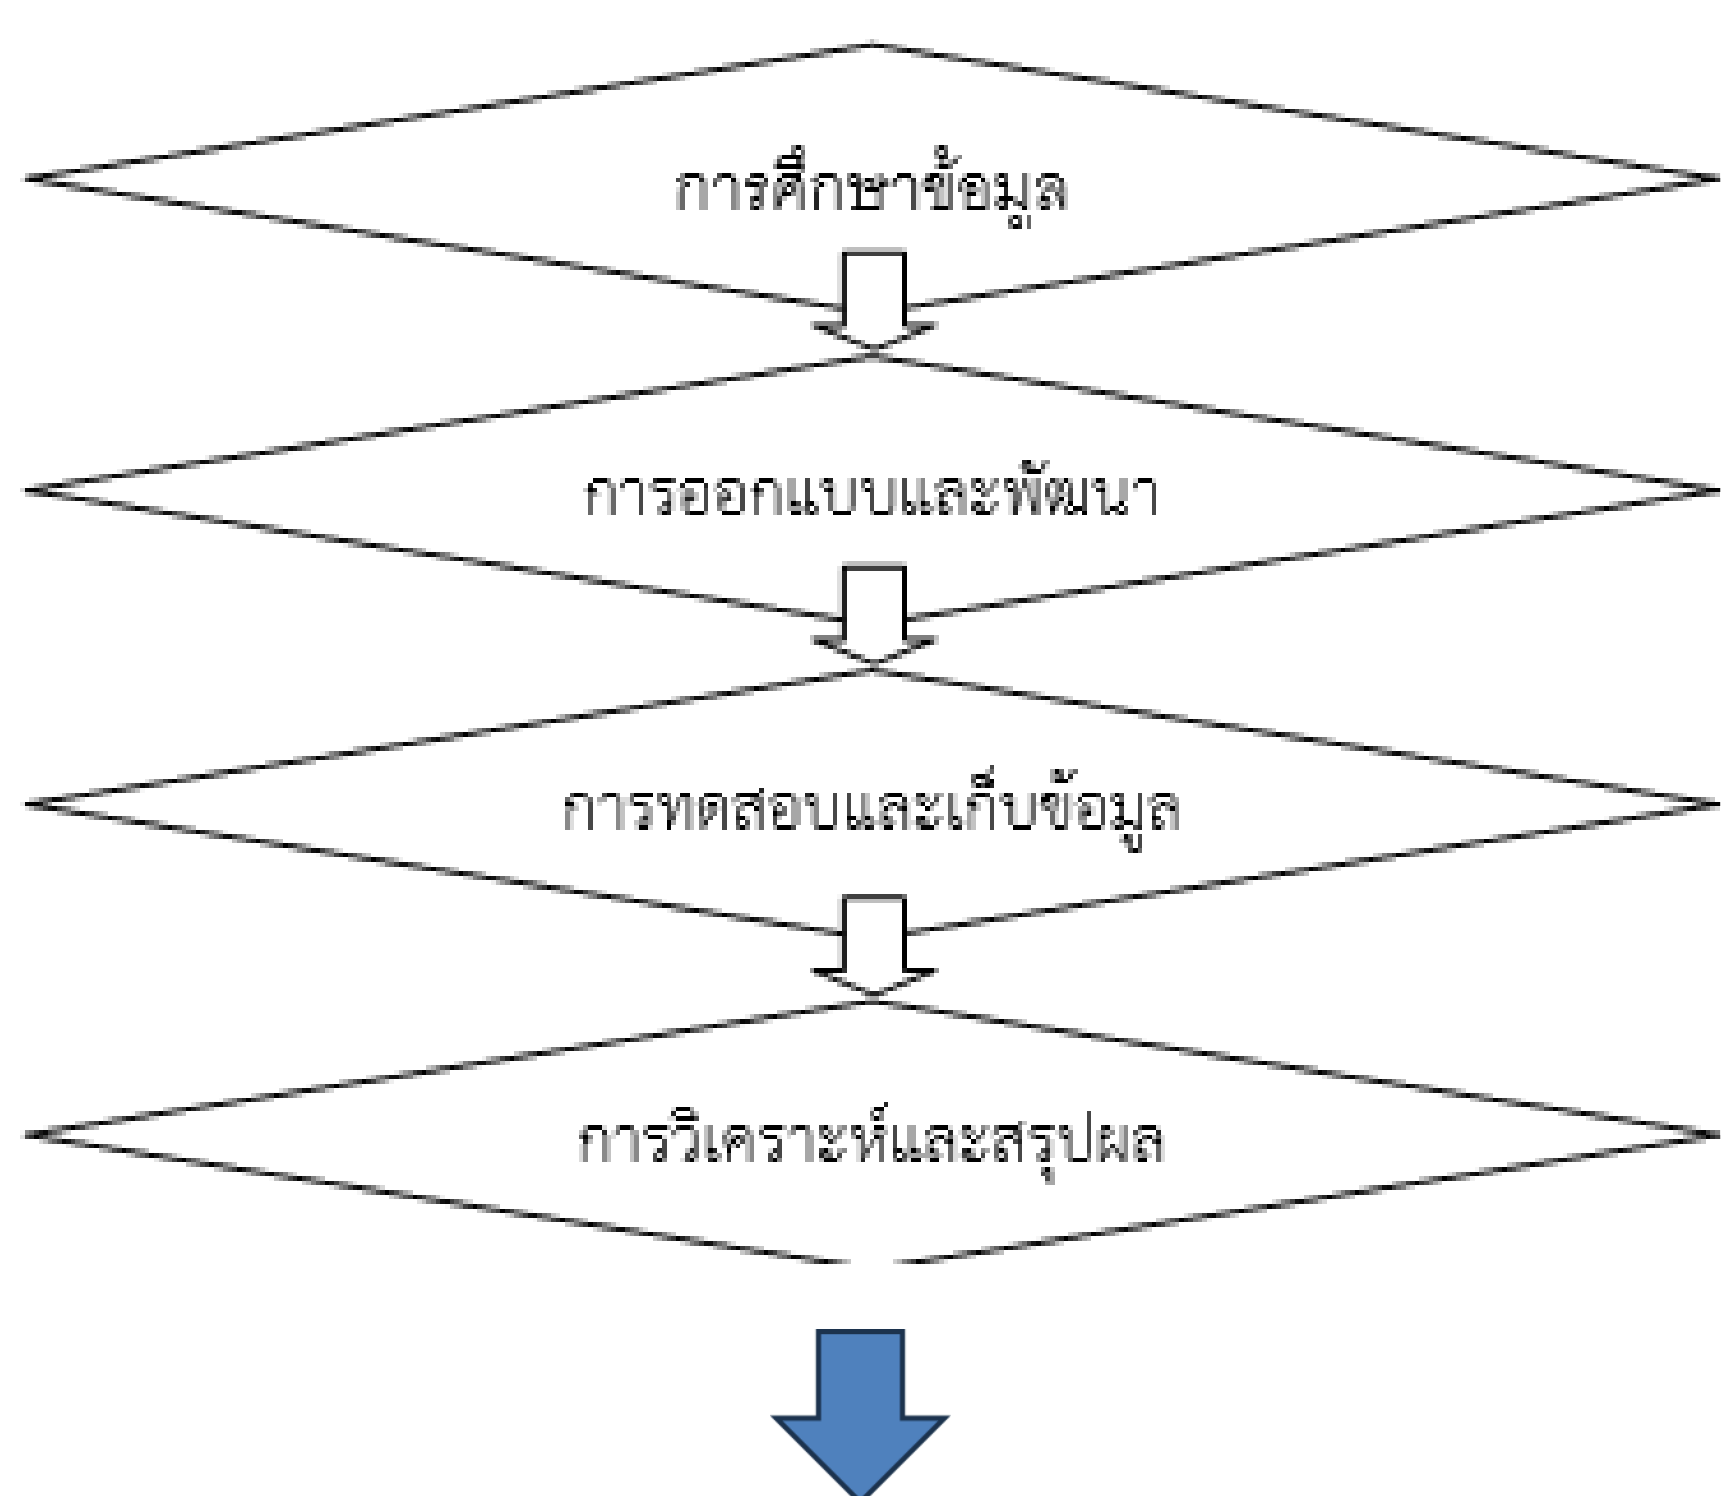 การศึกษาข้อมูล
การออกแบบและพัฒนา
การทดสอบและเก็บข้อมูล
การวิเคราะห์และสรุปผล